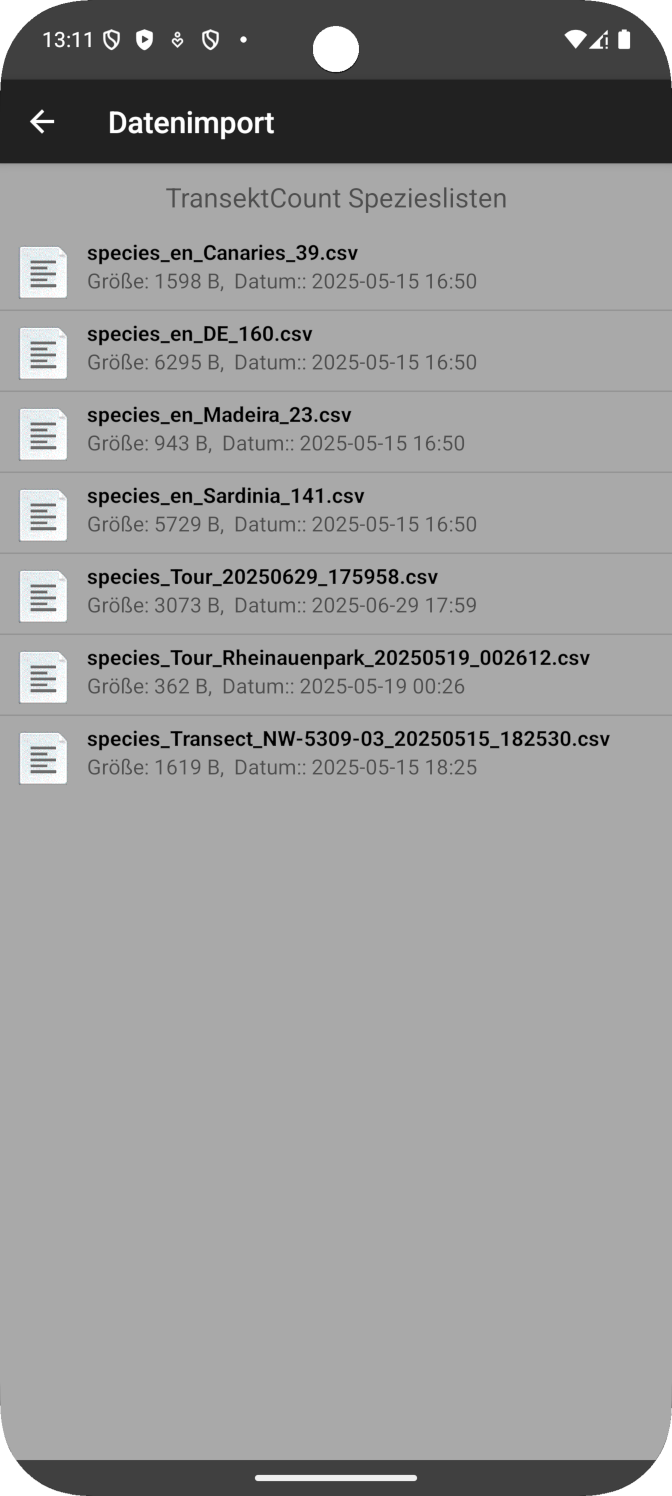 13:11
Datenimport
TransektCount Spezieslisten
species_en_Canaries_39.csv
Größe: 1598 B,  Datum:: 2025-05-15 16:50
species_en_DE_160.csv
Größe: 6295 B,  Datum:: 2025-05-15 16:50
species_en_Madeira_23.csv
Größe: 943 B,  Datum:: 2025-05-15 16:50
species_en_Sardinia_141.csv
Größe: 5729 B,  Datum:: 2025-05-15 16:50
species_Tour_20250629_175958.csv
Größe: 3073 B,  Datum:: 2025-06-29 17:59
species_Tour_Rheinauenpark_20250519_002612.csv
Größe: 362 B,  Datum:: 2025-05-19 00:26
species_Transect_NW-5309-03_20250515_182530.csv
Größe: 1619 B,  Datum:: 2025-05-15 18:25